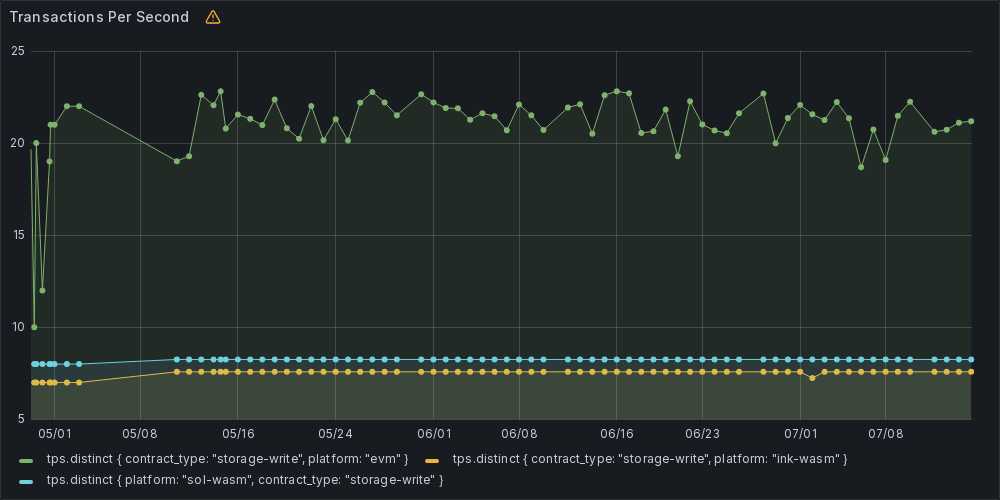 Transactions Per Second
25
20
15
10
5
05/01 05/08 05/16 05/24 06/01 06/08 06/16 06/23 07/01 07/08
tps.distinct { contract_type: "storage-write", platform: "evm" } tps.distinct { contract_type: "storage-write", platform: "ink-wasm" }
tps.distinct { platform: "sol-wasm", contract_type: "storage-write" }